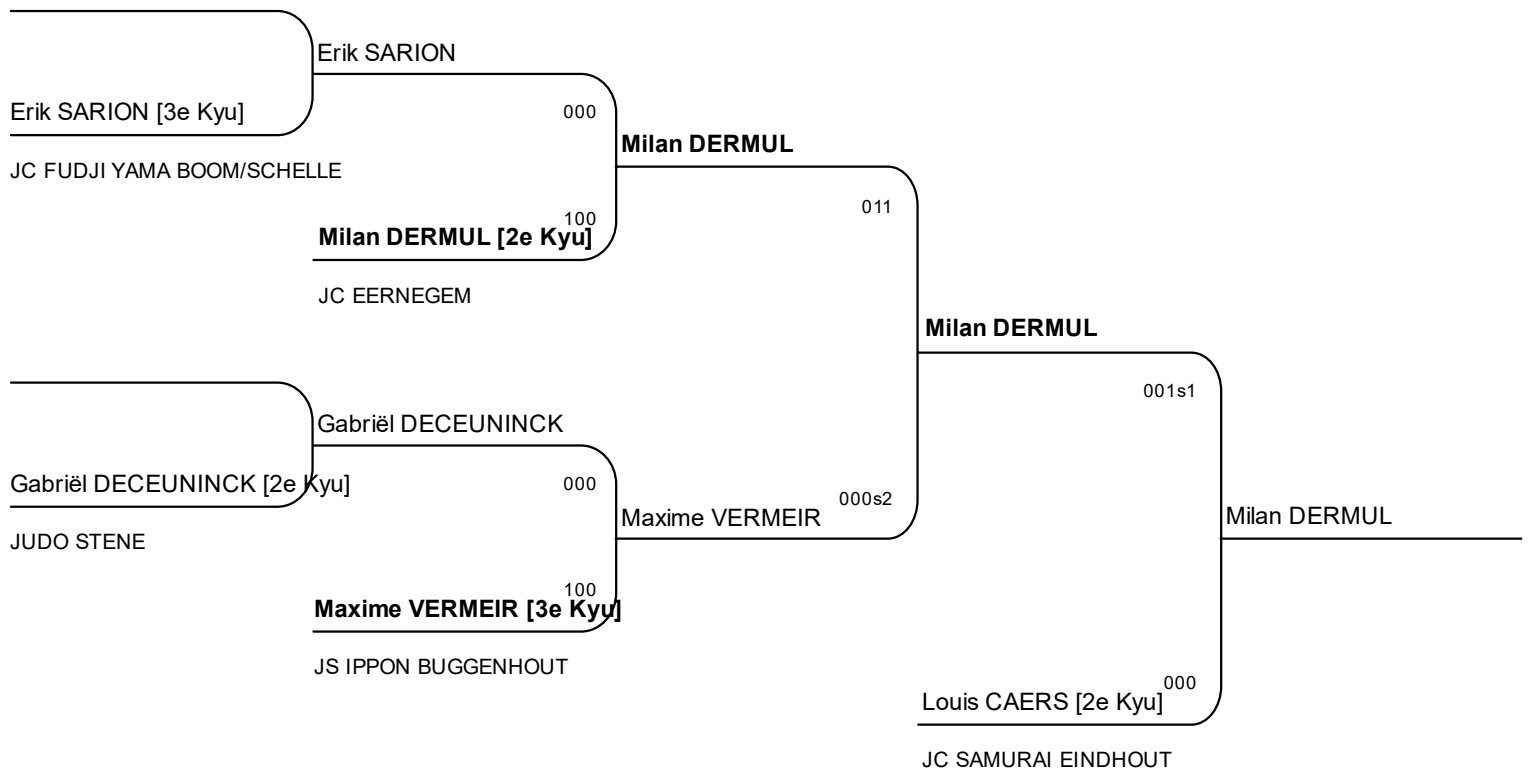 Erik SARION
Erik SARION [3e Kyu]
000
Milan DERMUL
JC FUDJI YAMA BOOM/SCHELLE
011
100
Milan DERMUL [2e Kyu]
JC EERNEGEM
Milan DERMUL
001s1
Gabriël DECEUNINCK
Gabriël DECEUNINCK [2e Kyu]
000
000s2
Maxime VERMEIR
Milan DERMUL
JUDO STENE
100
Maxime VERMEIR [3e Kyu]
JS IPPON BUGGENHOUT
000
Louis CAERS [2e Kyu]
JC SAMURAI EINDHOUT